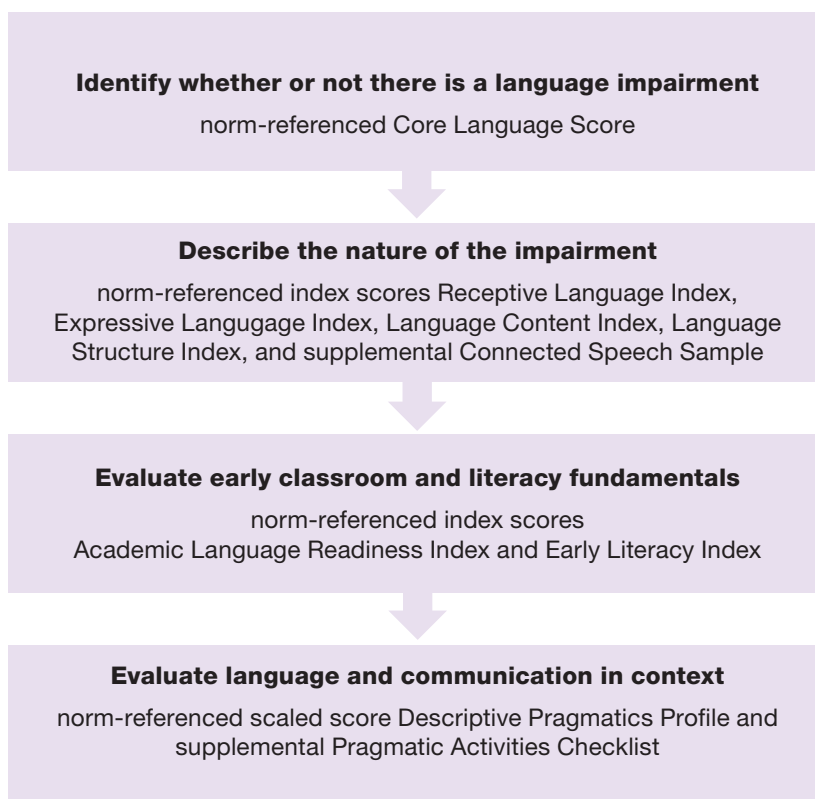 Identify whether or not there is a language impairment
norm-referenced Core Language Score
Describe the nature of the impairment
norm-referenced index scores Receptive Language Index,
Expressive Langugage Index, Language Content Index, Language
Structure Index, and supplemental Connected Speech Sample
Evaluate early classroom and literacy fundamentals
norm-referenced index scores
Academic Language Readiness Index and Early Literacy Index
Evaluate language and communication in context
norm-referenced scaled score Descriptive Pragmatics Profile and
supplemental Pragmatic Activities Checklist